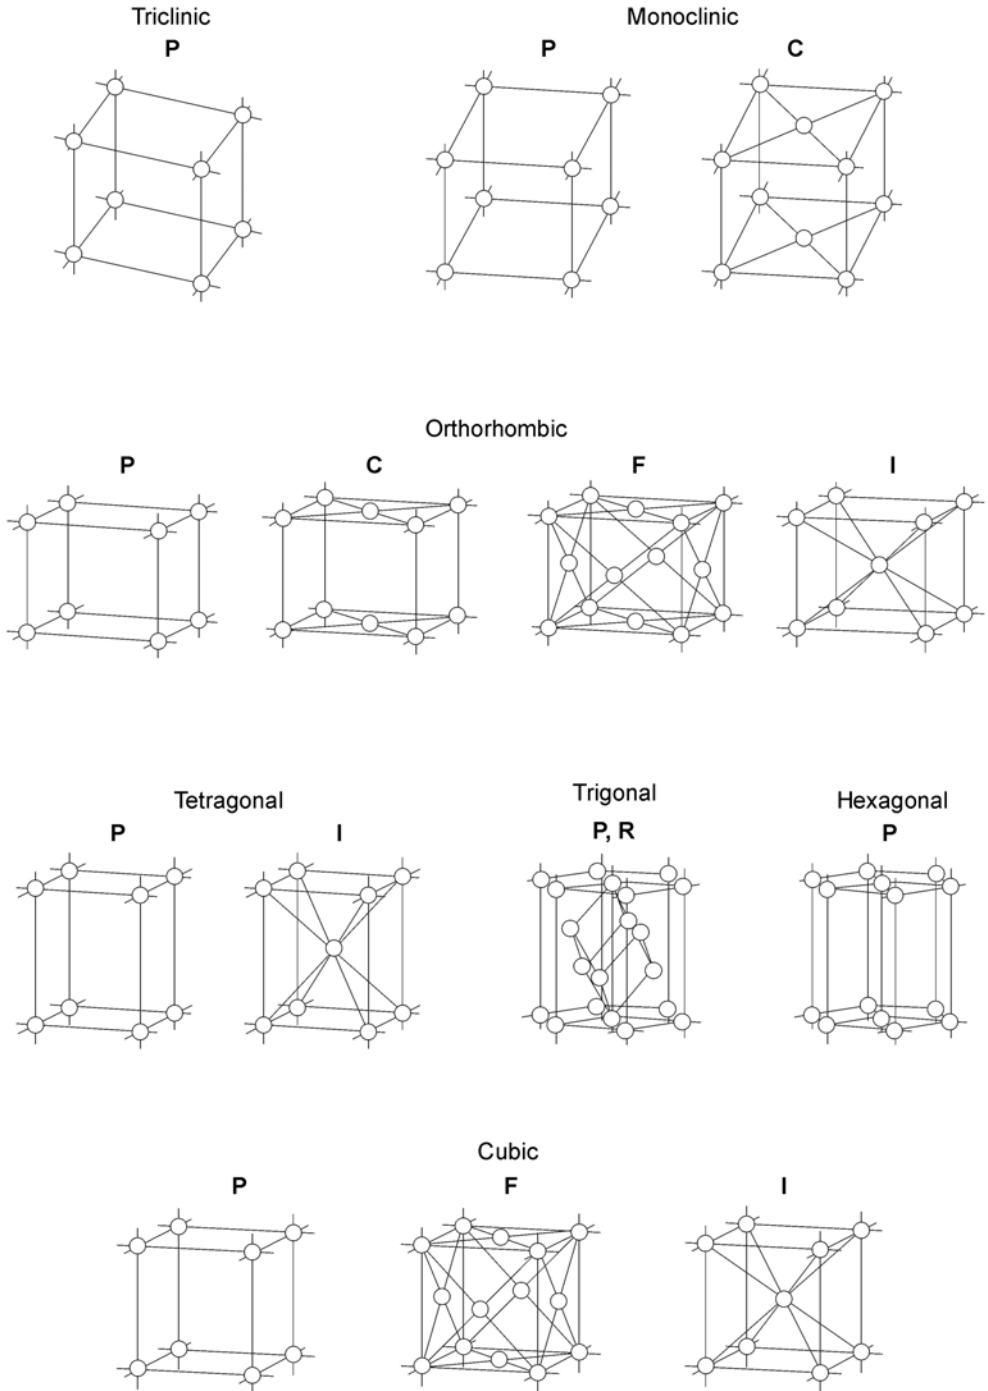 Triclinic Monoclinic
P P C
Orthorhombic
P C F I
Tetragonal Trigonal Hexagonal
P I P, R P
Cubic
P F I